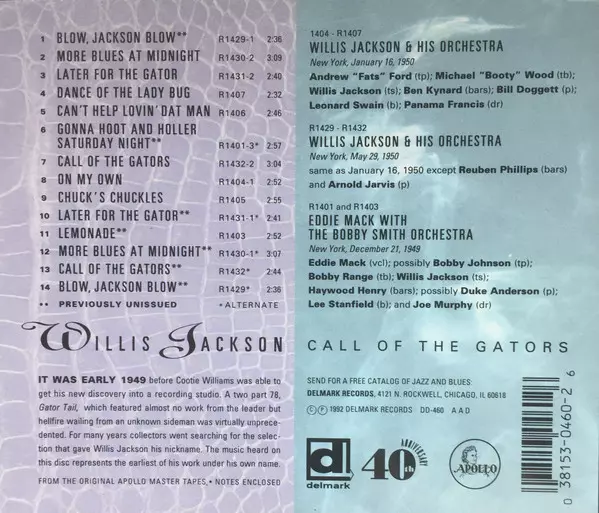 1 BLOW, JACKSON BLOW** R1429-1 2:36
2 MORE BLUES AT MIDNIGHT R1430-2 3:09
3 LATER FOR THE GATOR R1431-2 2:40
4 DANCE OF THE LADY BUG R1407 2:32
5 CAN'T HELP LOVIN' DAT MAN R1406 2:46
6 GONNA HOOT AND HOLLER
SATURDAY NIGHT** R1401-3* 2:57
7 CALL OF THE GATORS R1432-2 3:04
8 ON MY OWN R1404-1 2:52
9 CHUCK'S CHUCKLES R1405 2:55
10 LATER FOR THE GATOR** R1431-1* 2:41
11 LEMONADE** R1403 2:52
12 MORE BLUES AT MIDNIGHT** R1430-1* 3:07
13 CALL OF THE GATORS** R1432* 2:44
14 BLOW, JACKSON BLOW** R1429* 2:36
** PREVIOUSLY UNISSUED *ALTERNATE
WILLIS JACKSON
IT WAS EARLY 1949 before Cootie Williams was able to
get his new discovery into a recording studio. A two part 78,
Gator Tail, which featured almost no work from the leader but
hellfire wailing from an unknown sideman was virtually unprece-
dented. For many years collectors went searching for the selec-
tion that gave Willis Jackson his nickname. The music heard on
this disc represents the earliest of his work under his own name.
FROM THE ORIGINAL APOLLO MASTER TAPES, • NOTES ENCLOSED
1404 - R1407
WILLIS JACKSON & HIS ORCHESTRA
New York, January 16, 1950
Andrew "Fats" Ford (tp); Michael "Booty" Wood (tb);
Willis Jackson (ts); Ben Kynard (bars); Bill Doggett (p);
Leonard Swain (b); Panama Francis (dr)
R1429 - R1432
WILLIS JACKSON & HIS ORCHESTRA
New York, May 29, 1950
same as January 16, 1950 except Reuben Phillips (bars)
and Arnold Jarvis (p)
R1401 and R1403
EDDIE MACK WITH
THE BOBBY SMITH ORCHESTRA
New York, December 21, 1949
Eddie Mack (vcl); possibly Bobby Johnson (tp);
Bobby Range (tb); Willis Jackson (ts);
Haywood Henry (bars); possibly Duke Anderson (p);
Lee Stanfield (b); and Joe Murphy (dr)
CALL OF THE GATORS
SEND FOR A FREE CATALOG OF JAZZ AND BLUES:
DELMARK RECORDS, 4121 N. ROCKWELL, CHICAGO, IL 60618
©℗ 1992 DELMARK RECORDS DD-460 A A D
d
delmark
40th ANNIVERSARY
APOLLO
0 38153-0460-2 6